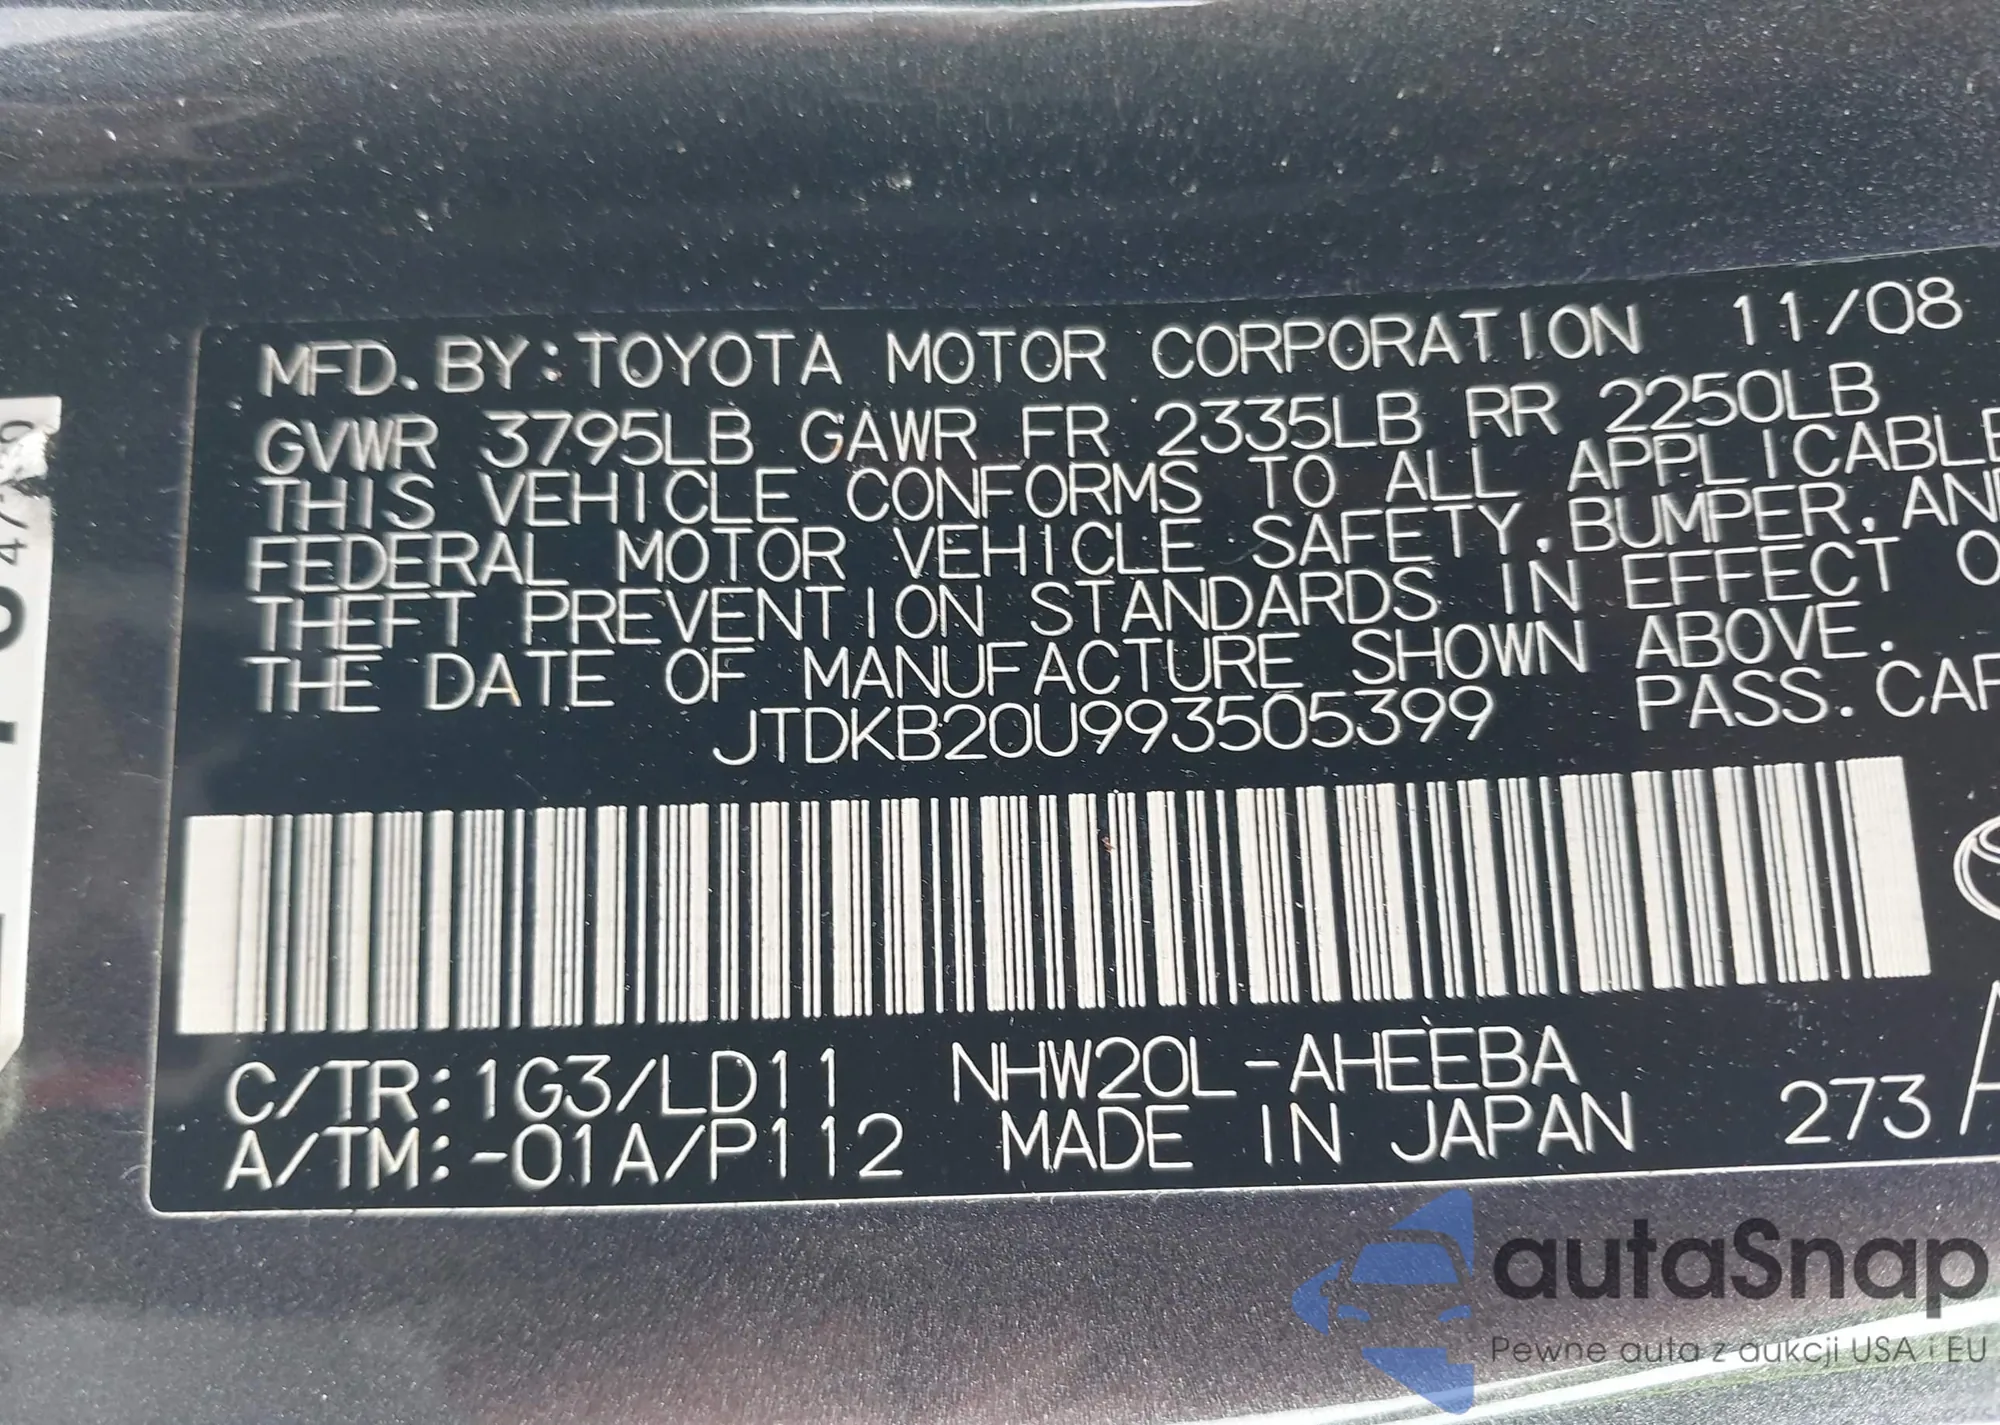 MFD. BY: TOYOTA MOTOR CORPORATION 11/08
GVWR 3795LB GAWR FR 2335LB RR 2250LB
THIS VEHICLE CONFORMS TO ALL APPLICABLE
FEDERAL MOTOR VEHICLE SAFETY, BUMPER, AND
THEFT PREVENTION STANDARDS IN EFFECT O
THE DATE OF MANUFACTURE SHOWN ABOVE.
JTDKB20U993505399 PASS. CAR
C/TR: 1G3/LD11 NHW20L-AHEEBA
A/TM: -01A/P112 MADE IN JAPAN 273 A
autaSnap
Pewne auta z aukcji USA i EU